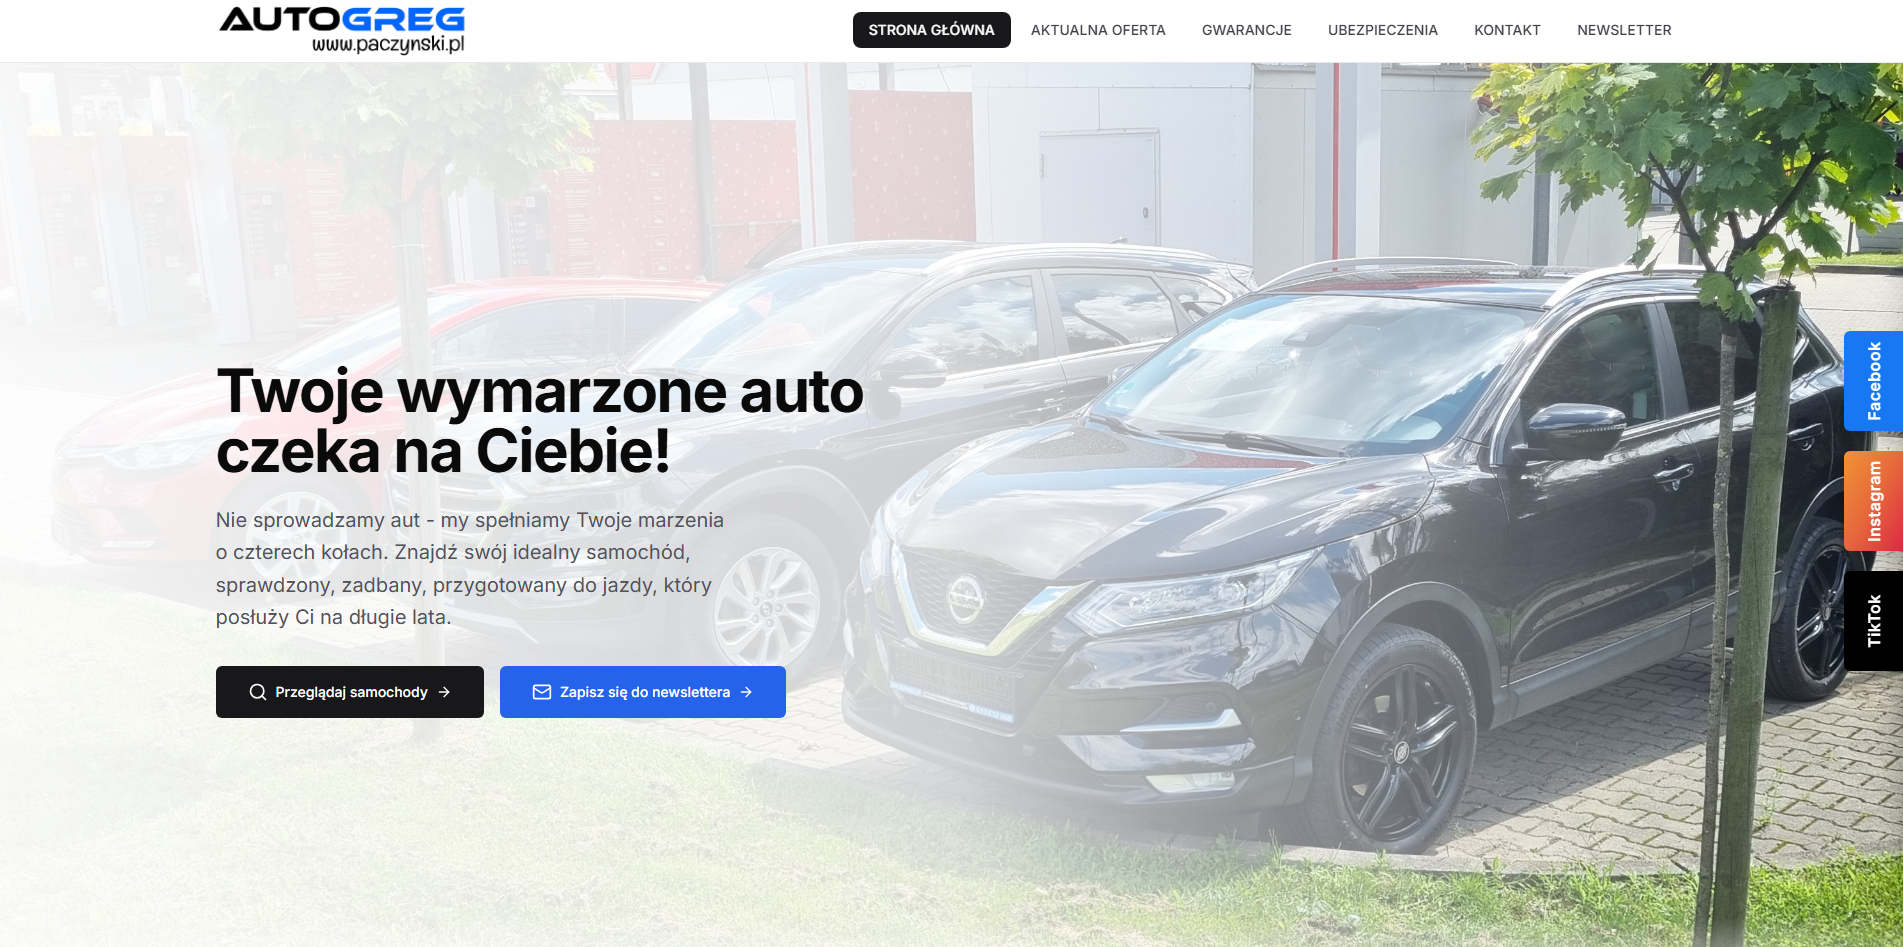 AUTOGREG
www.paczynski.pl
STRONA GŁÓWNA
AKTUALNA OFERTA
GWARANCJE
UBEZPIECZENIA
KONTAKT
NEWSLETTER
Twoje wymarzone auto
czeka na Ciebie!
Nie sprowadzamy aut - my spełniamy Twoje marzenia
o czterech kołach. Znajdź swój idealny samochód,
sprawdzony, zadbany, przygotowany do jazdy, który
posłuży Ci na długie lata.
Przeglądaj samochody
Zapisz się do newslettera
Facebook
Instagram
TikTok